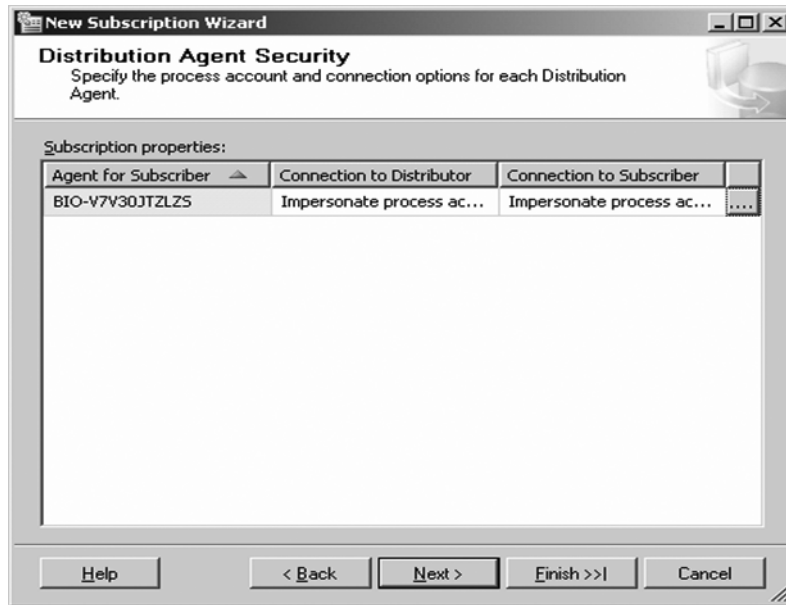 New Subscription Wizard
Distribution Agent Security
Specify the process account and connection options for each Distribution
Agent.
Subscription properties:
Agent for Subscriber Connection to Distributor Connection to Subscriber
BIO-V7V30JTZLZS Impersonate process ac... Impersonate process ac... ....
Help < Back Next > Finish >>| Cancel